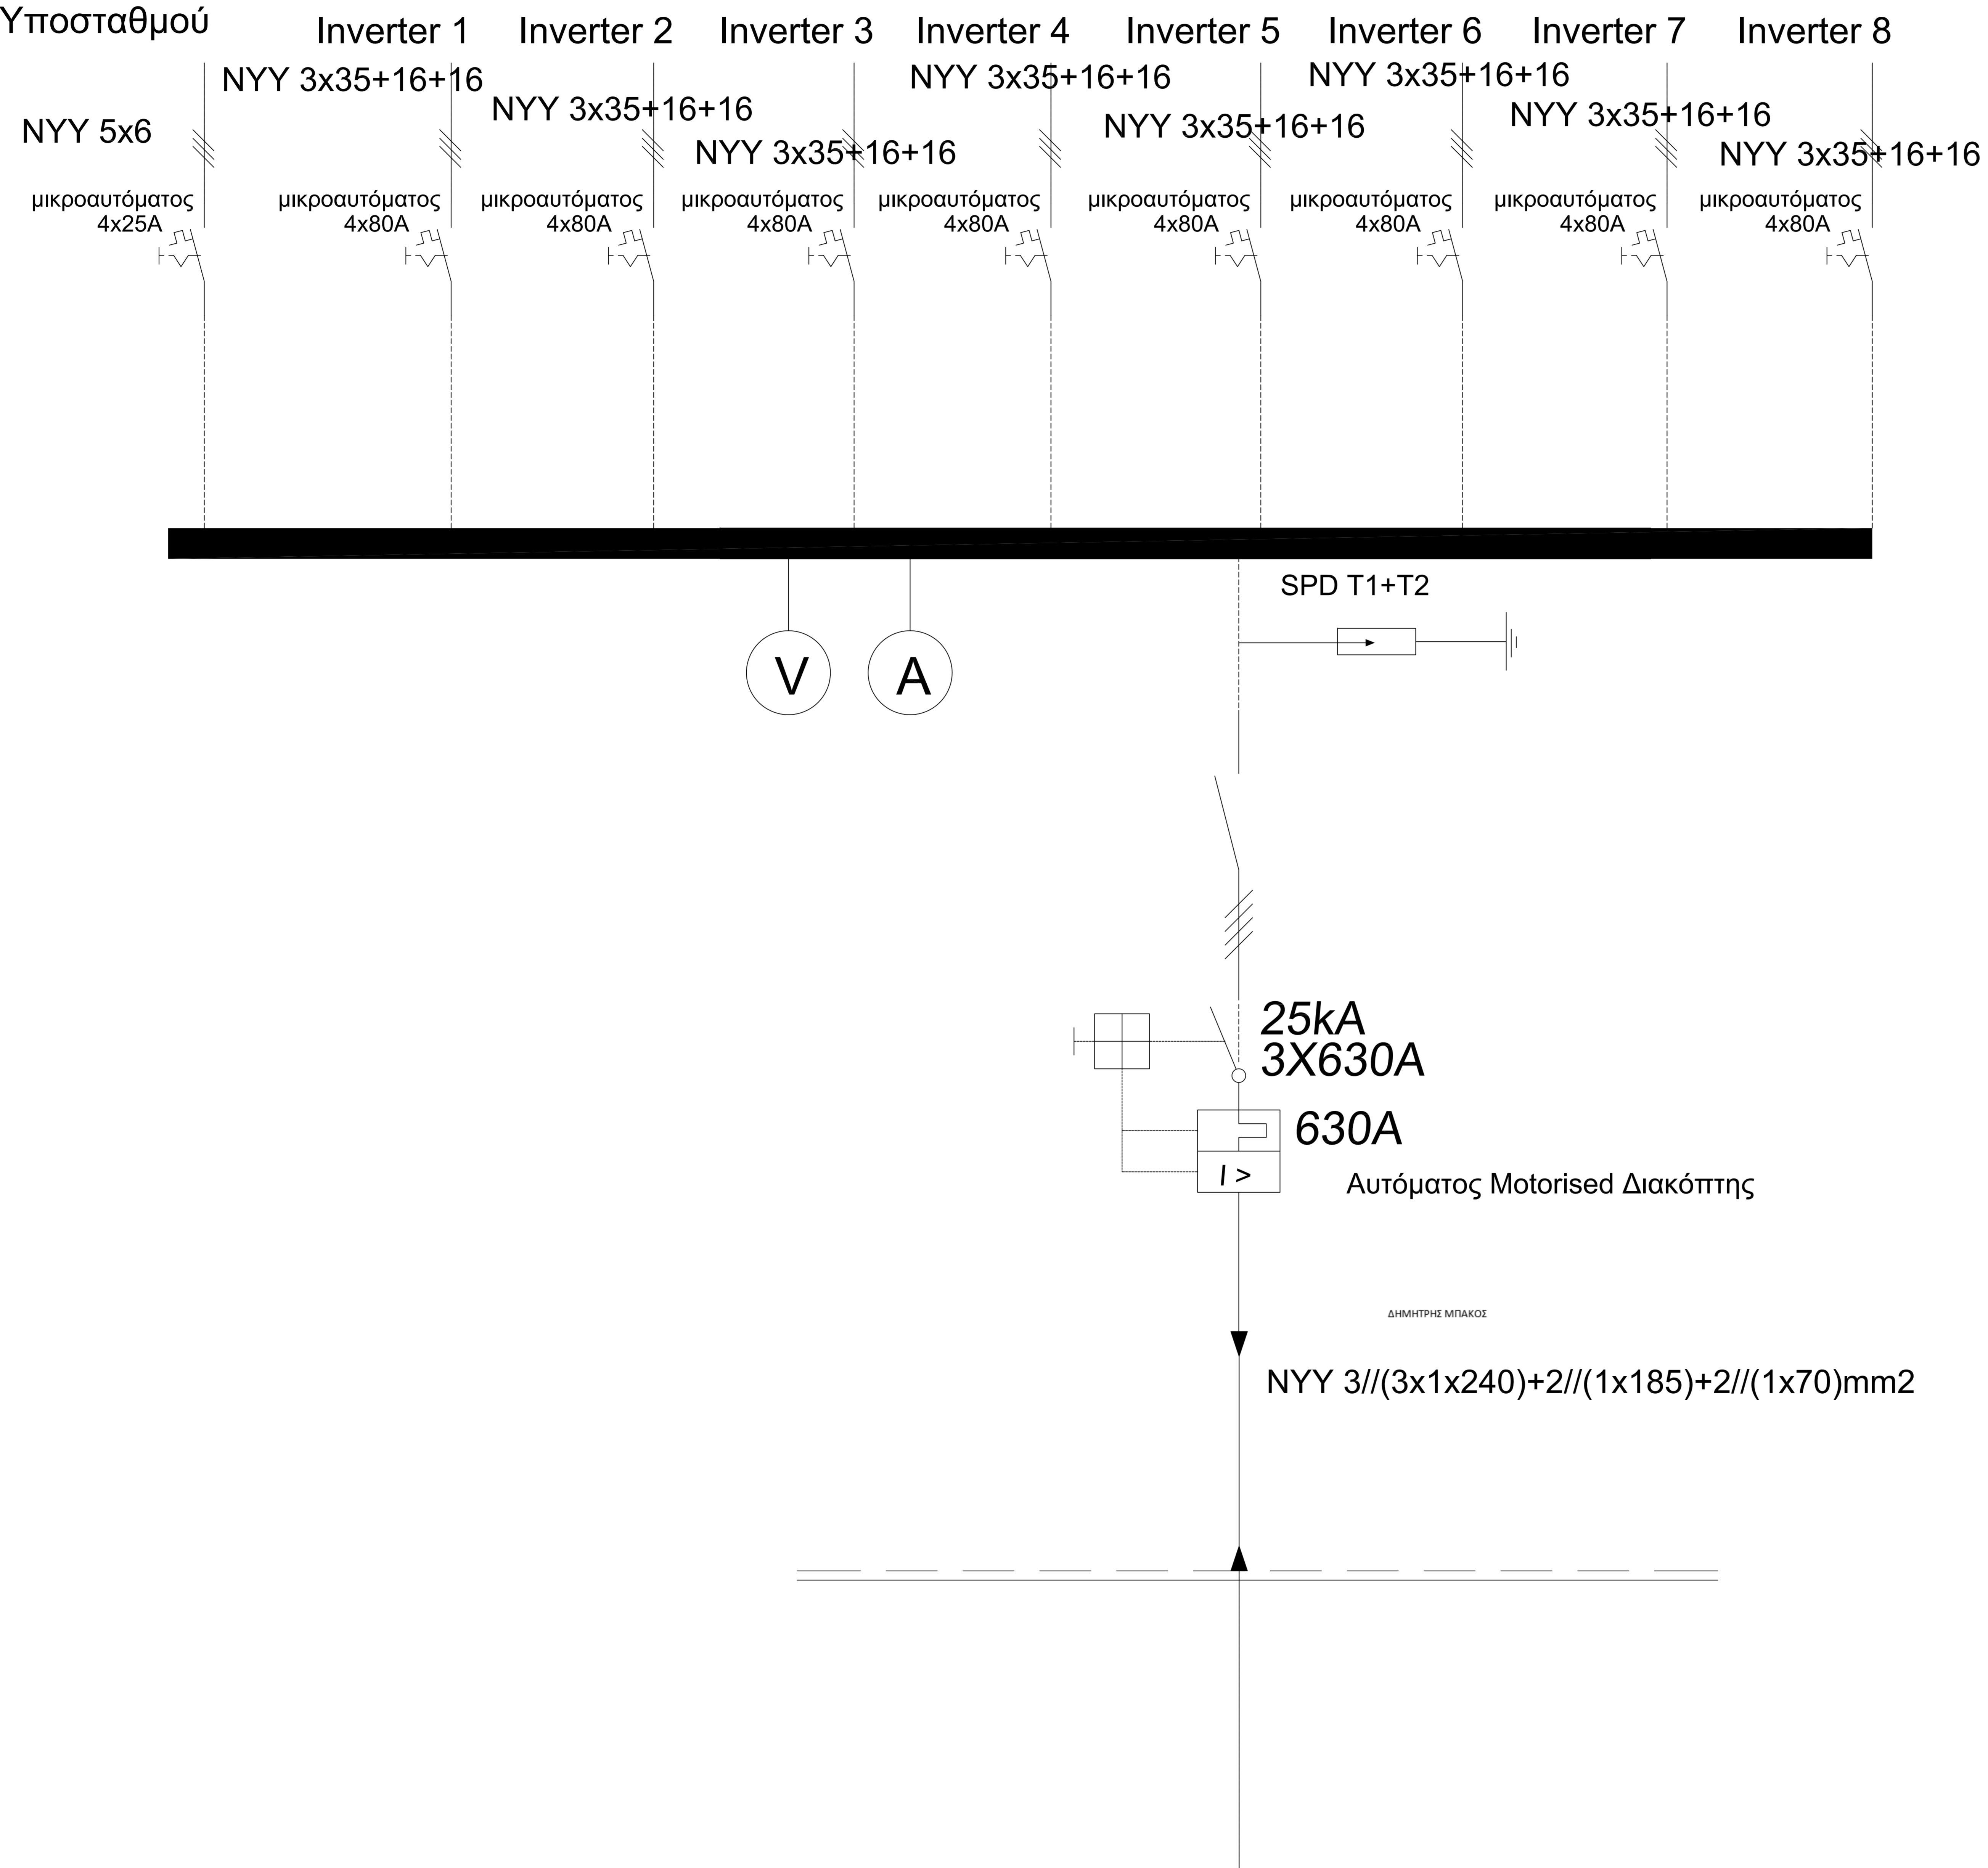 Υποσταθμού
Inverter 1
Inverter 2
Inverter 3
Inverter 4
Inverter 5
Inverter 6
Inverter 7
Inverter 8
NYY 5x6
NYY 3x35+16+16
NYY 3x35+16+16
NYY 3x35+16+16
NYY 3x35+16+16
NYY 3x35+16+16
NYY 3x35+16+16
NYY 3x35+16+16
NYY 3x35+16+16
μικροαυτόματος
4x25A
μικροαυτόματος
4x80A
μικροαυτόματος
4x80A
μικροαυτόματος
4x80A
μικροαυτόματος
4x80A
μικροαυτόματος
4x80A
μικροαυτόματος
4x80A
μικροαυτόματος
4x80A
μικροαυτόματος
4x80A
SPD T1+T2
V
A
25kA
3X630A
630A
I >
Αυτόματος Motorised Διακόπτης
ΔΗΜΗΤΡΗΣ ΜΠΑΚΟΣ
NYY 3//(3x1x240)+2//(1x185)+2//(1x70)mm2